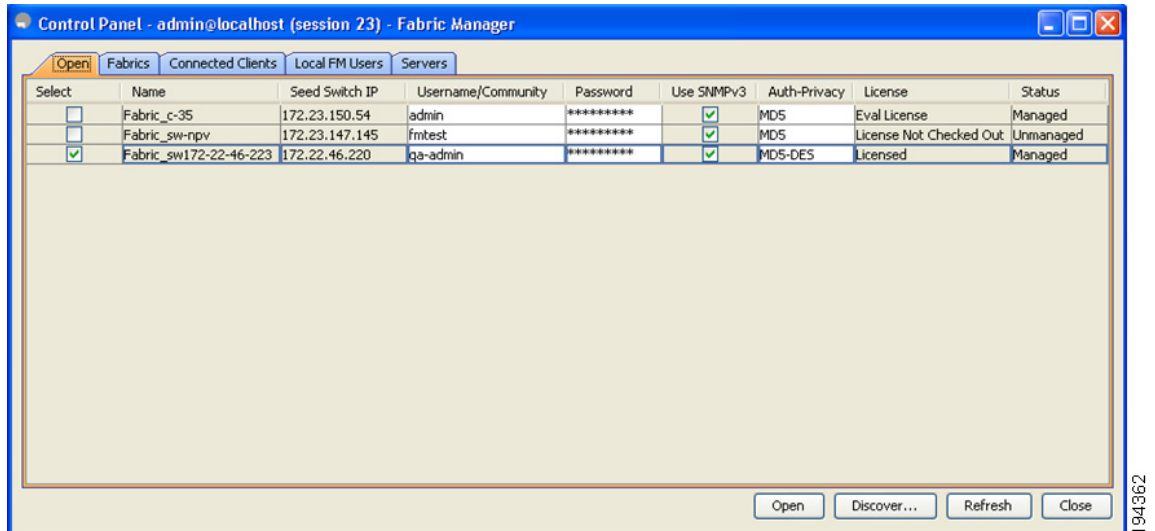 Control Panel - admin@localhost (session 23) - Fabric Manager
Open Fabrics Connected Clients Local FM Users Servers
Select Name Seed Switch IP Username/Community Password Use SNMPv3 Auth-Privacy License Status
Fabric_c-35 172.23.150.54 admin ********* MD5 Eval License Managed
Fabric_sw-npv 172.23.147.145 fmtest ********* MD5 License Not Checked Out Unmanaged
Fabric_sw172-22-46-223 172.22.46.220 qa-admin ********* MD5-DES Licensed Managed
Open Discover... Refresh Close
194362